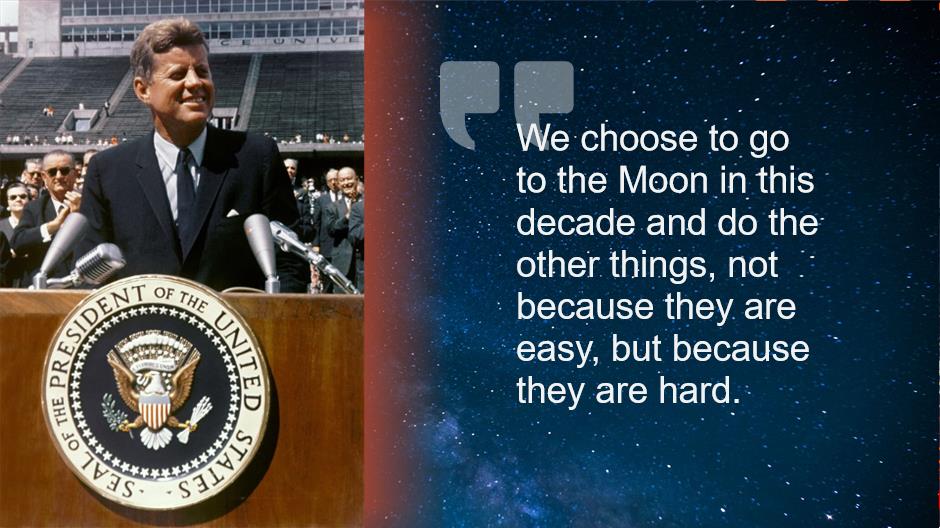 SEAL OF THE PRESIDENT OF THE UNITED STATES
We choose to go
to the Moon in this
decade and do the
other things, not
because they are
easy, but because
they are hard.